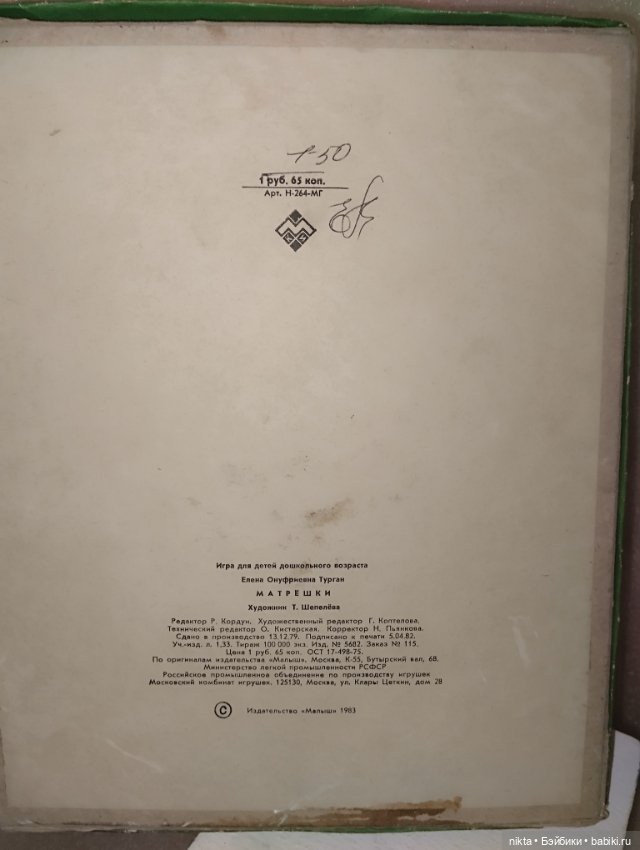 1-50
1 руб. 65 коп.
Арт. Н-264-МГ
Игра для детей дошкольного возраста
Елена Онуфриевна Турган
МАТРЁШКИ
Художник Т. Шепелёва
Редактор Р. Кордун. Художественный редактор Г. Коптелова.
Технический редактор О. Кистерская. Корректор Н. Пьянкова.
Сдано в производство 13.12.79. Подписано к печати 5.04.82.
Уч.-изд. л. 1,33. Тираж 100 000 экз. Изд. № 5682. Заказ № 115.
Цена 1 руб. 65 коп. ОСТ 17-498-75.
По оригиналам издательства «Малыш». Москва, К-55, Бутырский вал, 68.
Министерство легкой промышленности РСФСР
Российское промышленное объединение по производству игрушек
Московский комбинат игрушек. 125130, Москва, ул. Клары Цеткин, дом 28
© Издательство «Малыш» 1983
nikta • Бэйбики • babiki.ru